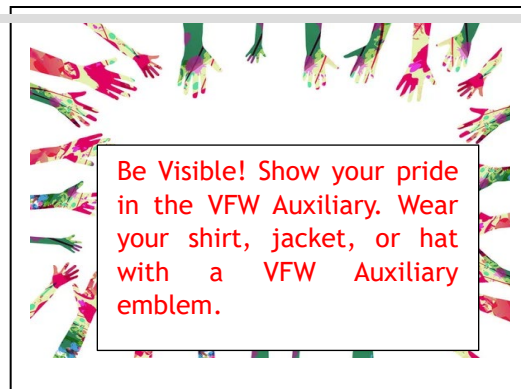 Be Visible! Show your pride
in the VFW Auxiliary. Wear
your shirt, jacket, or hat
with a VFW Auxiliary
emblem.